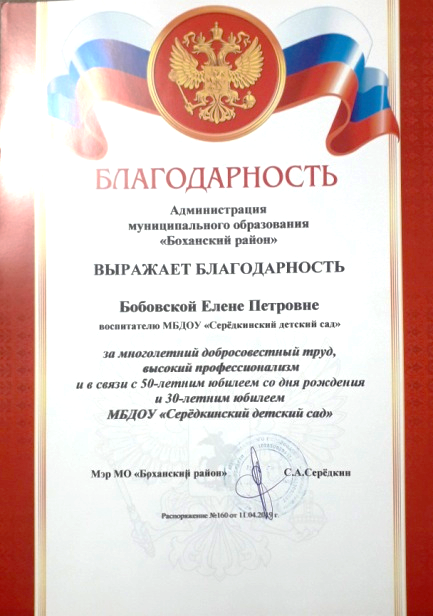 БЛАГОДАРНОСТЬ
Администрация
муниципального образования
«Боханский район»
ВЫРАЖАЕТ БЛАГОДАРНОСТЬ
Бобовской Елене Петровне
воспитателю МБДОУ «Серёдкинский детский сад»
за многолетний добросовестный труд,
высокий профессионализм
и в связи с 50-летним юбилеем со дня рождения
и 30-летним юбилеем
МБДОУ «Серёдкинский детский сад»
Мэр МО «Боханский район» С.А.Серёдкин
Распоряжение №160 от 11.04.2019 г.